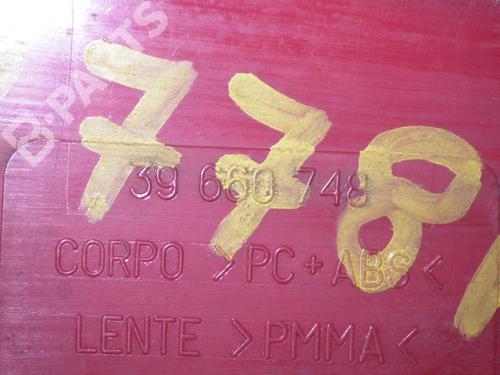 B-PARTS
778
39 660 748
CORPO >PC+ABS<
LENTE >PMMA<